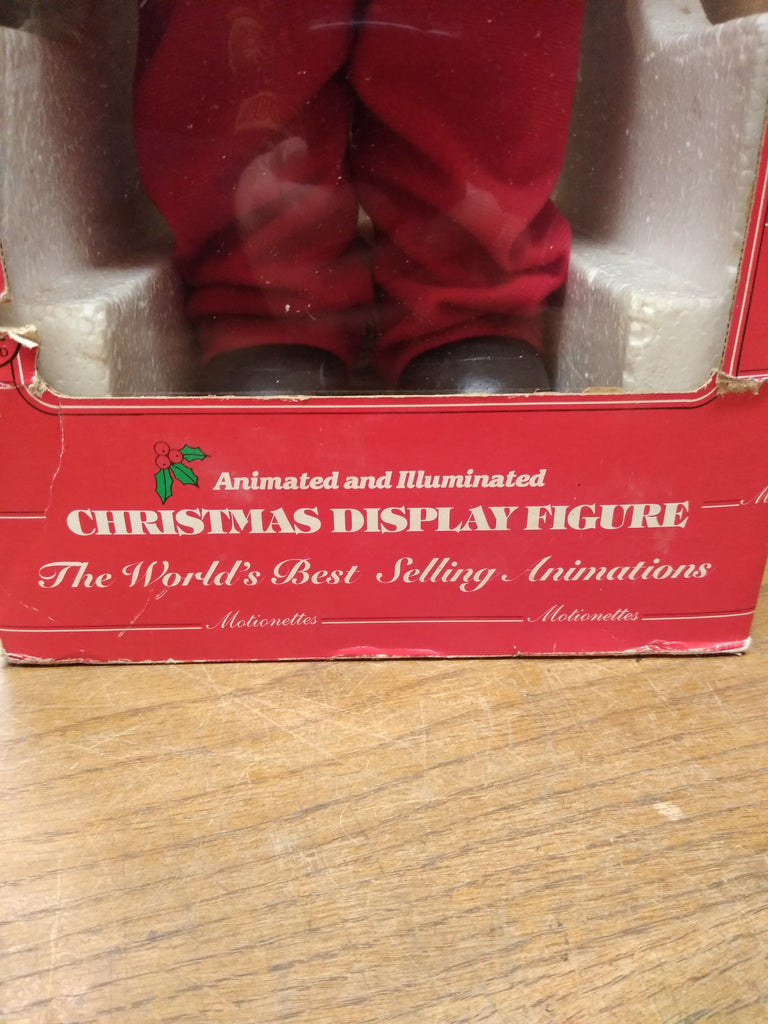 Animated and Illuminated
CHRISTMAS DISPLAY FIGURE
The World's Best Selling Animations
Motionettes Motionettes